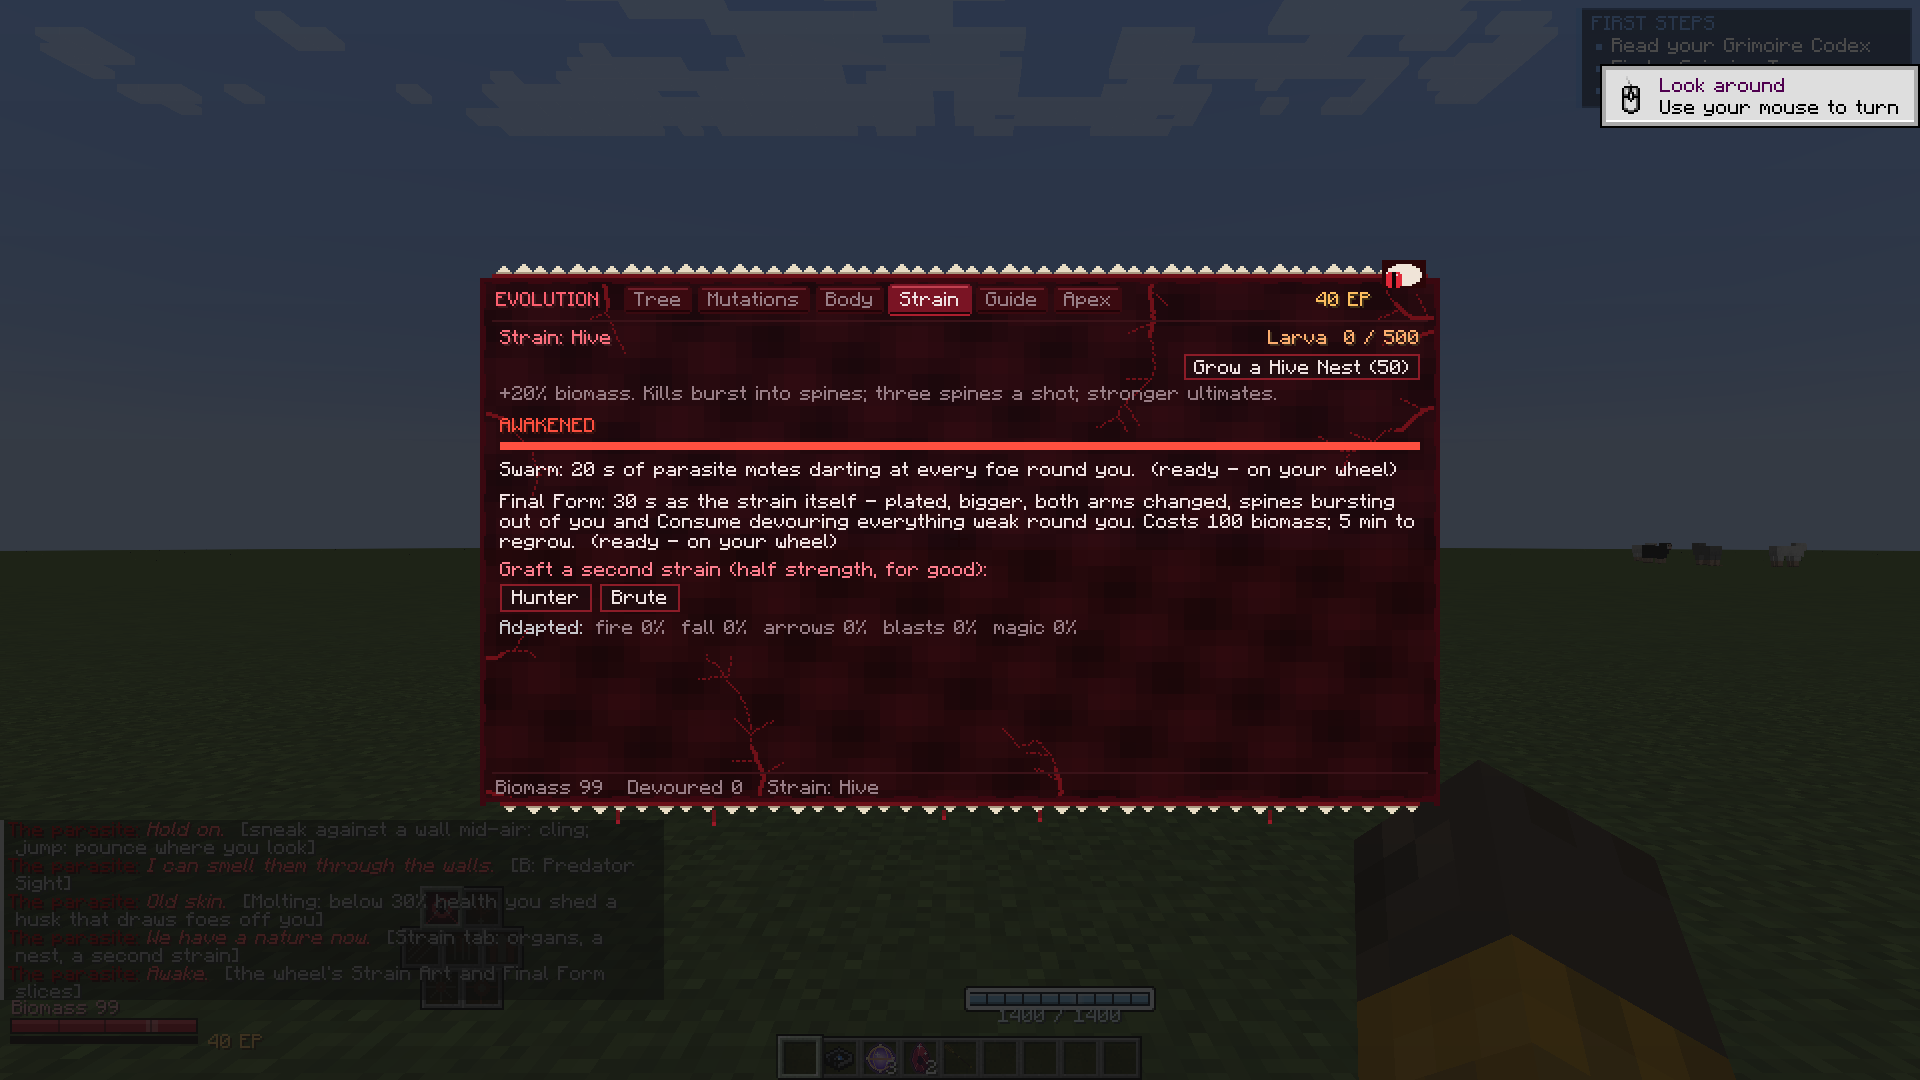 FIRST STEPS
Read your Grimoire Codex
Look around
Use your mouse to turn
EVOLUTION Tree Mutations Body Strain Guide Apex 40 EP
Strain: Hive Larva 0 / 500
Grow a Hive Nest (50)
+20% biomass. Kills burst into spines; three spines a shot; stronger ultimates.
AWAKENED
Swarm: 20 s of parasite motes darting at every foe round you. (ready - on your wheel)
Final Form: 30 s as the strain itself - plated, bigger, both arms changed, spines bursting
out of you and Consume devouring everything weak round you. Costs 100 biomass; 5 min to
regrow. (ready - on your wheel)
Graft a second strain (half strength, for good):
Hunter Brute
Adapted: fire 0% fall 0% arrows 0% blasts 0% magic 0%
Biomass 99 Devoured 0 Strain: Hive
The parasite: Hold on. [sneak against a wall mid-air: cling;
jump: pounce where you look]
The parasite: I can smell them through the walls. [B: Predator
Sight]
The parasite: Old skin. [Molting: below 30% health you shed a
husk that draws foes off you]
The parasite: We have a nature now. [Strain tab: organs, a
nest, a second strain]
The parasite: Awake. [the wheel's Strain Art and Final Form
slices]
Biomass 99
40 EP
1400 / 1400
3
2